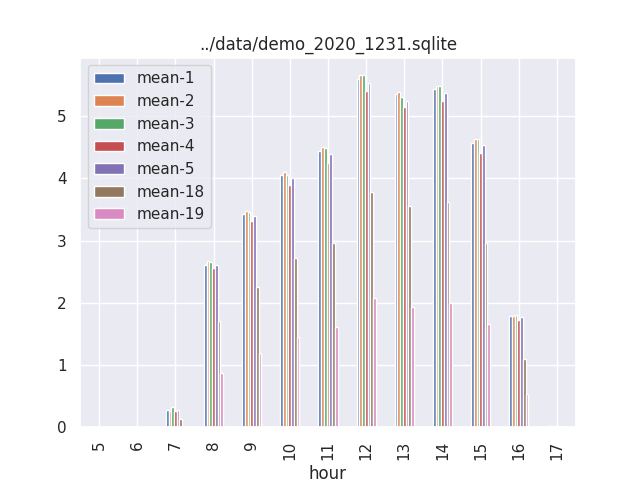 ../data/demo_2020_1231.sqlite
mean-1
mean-2
mean-3
mean-4
mean-5
mean-18
mean-19
5
4
3
2
1
0
5 6 7 8 9 10 11 12 13 14 15 16 17
hour